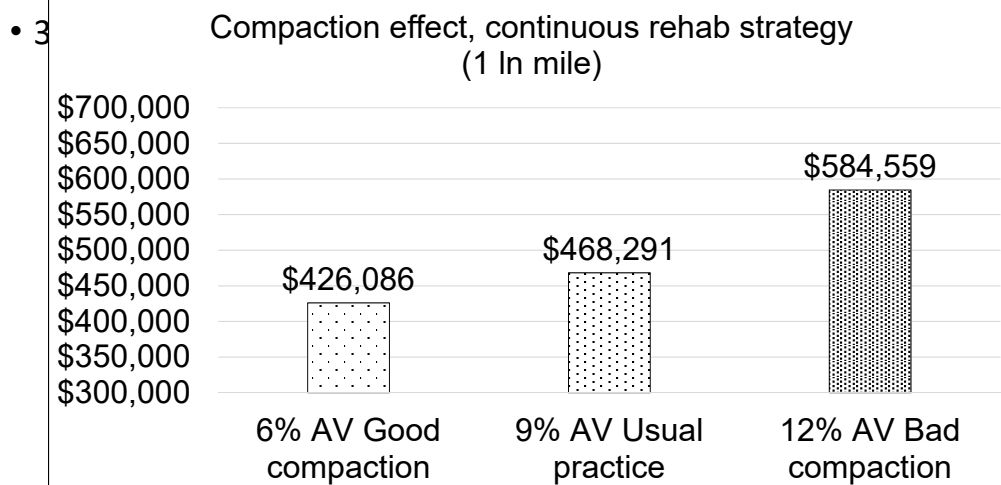 • 3
Compaction effect, continuous rehab strategy
(1 ln mile)
$700,000
$650,000
$600,000
$550,000
$500,000
$450,000
$400,000
$350,000
$300,000
$426,086
$468,291
$584,559
6% AV Good
compaction
9% AV Usual
practice
12% AV Bad
compaction